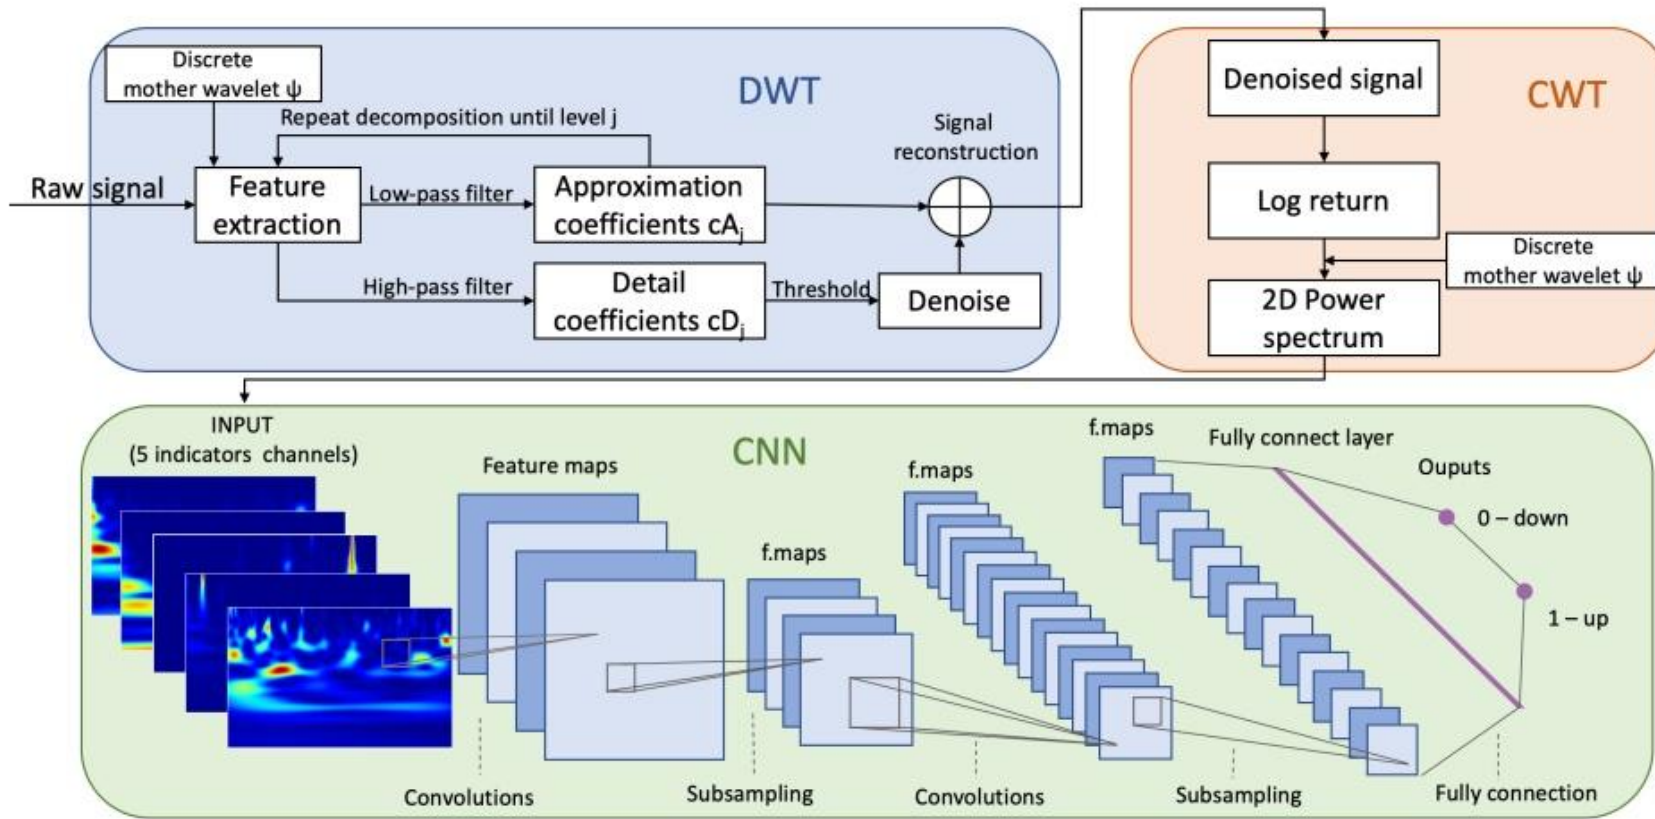 Discrete
mother wavelet ψ
DWT
Repeat decomposition until level j
Signal
reconstruction
Raw signal
Feature
extraction
Low-pass filter
Approximation
coefficients cAj
High-pass filter
Detail
coefficients cDj
Threshold
Denoise
Denoised signal
CWT
Log return
Discrete
mother wavelet ψ
2D Power
spectrum
INPUT
(5 indicators channels)
CNN
Feature maps
f.maps
f.maps
f.maps
Fully connect layer
Ouputs
0 – down
1 – up
Convolutions
Subsampling
Convolutions
Subsampling
Fully connection